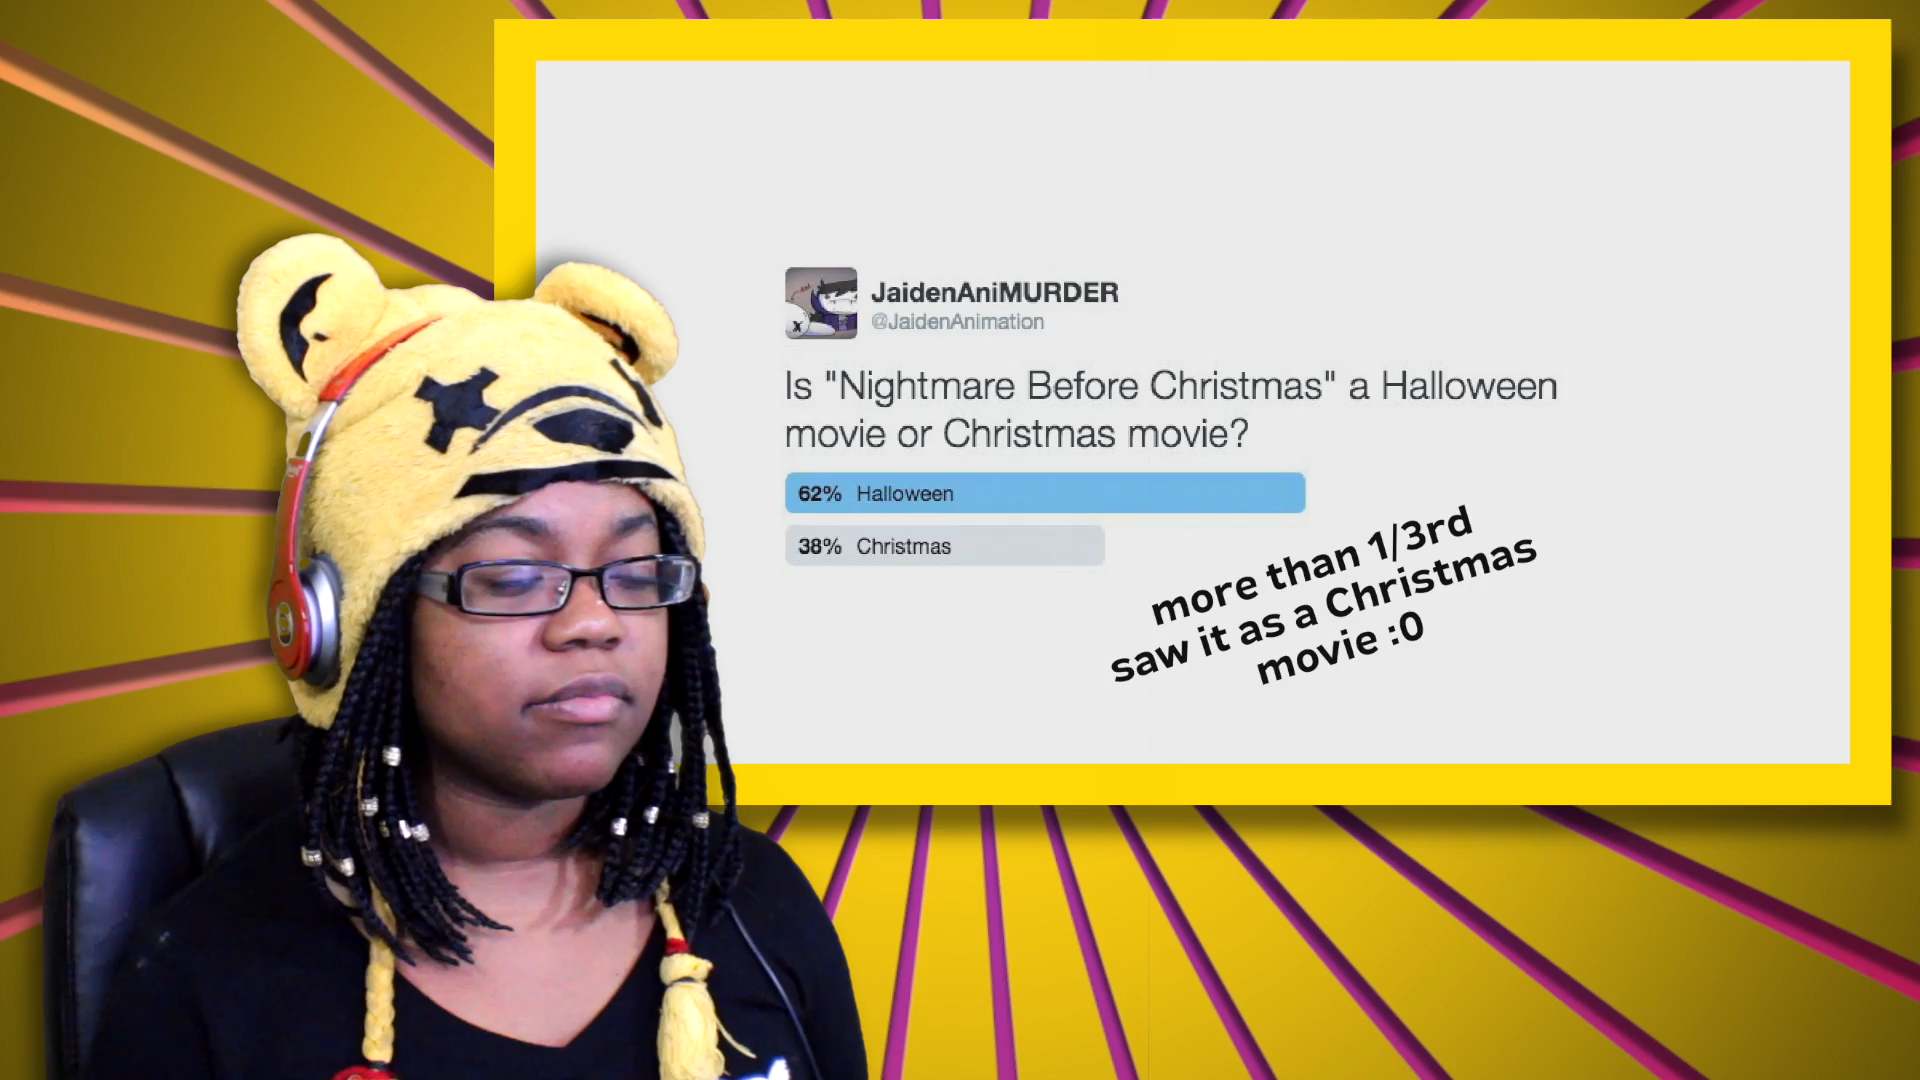 JaidenAniMURDER
@JaidenAnimation
Is "Nightmare Before Christmas" a Halloween
movie or Christmas movie?
62% Halloween
38% Christmas
more than 1/3rd
saw it as a Christmas
movie :0